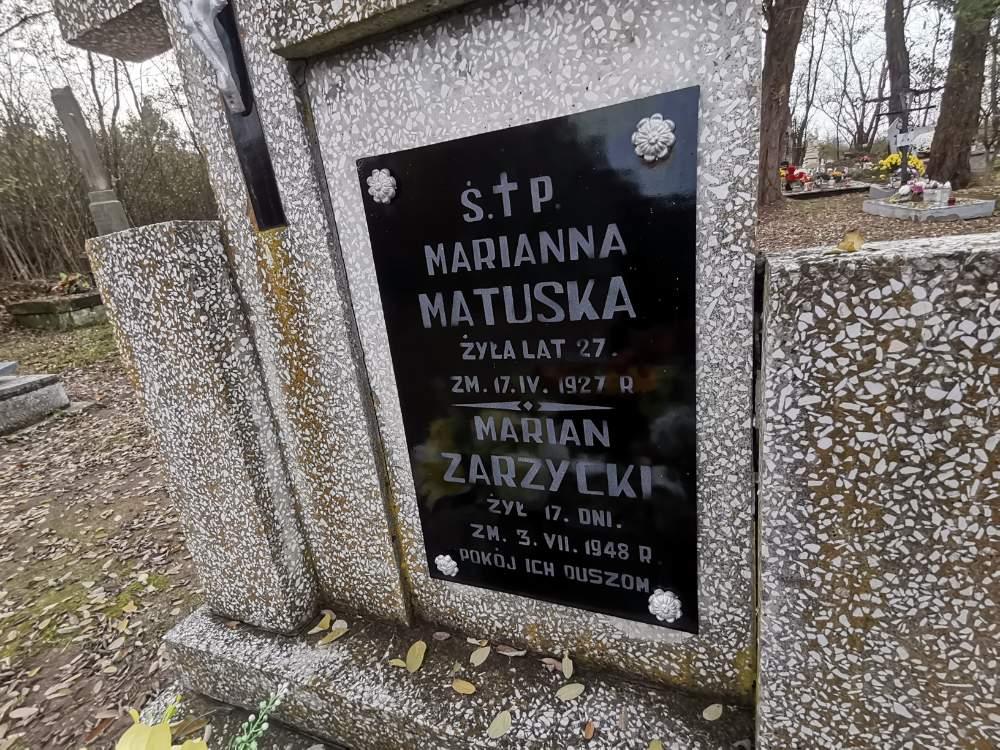 Ś.†P.
MARIANNA
MATUSKA
ŻYŁA LAT 27.
ZM. 17.IV. 1927 R
MARIAN
ZARZYCKI
ŻYŁ 17. DNI.
ZM. 3. VII. 1948 R.
POKÓJ ICH DUSZOM